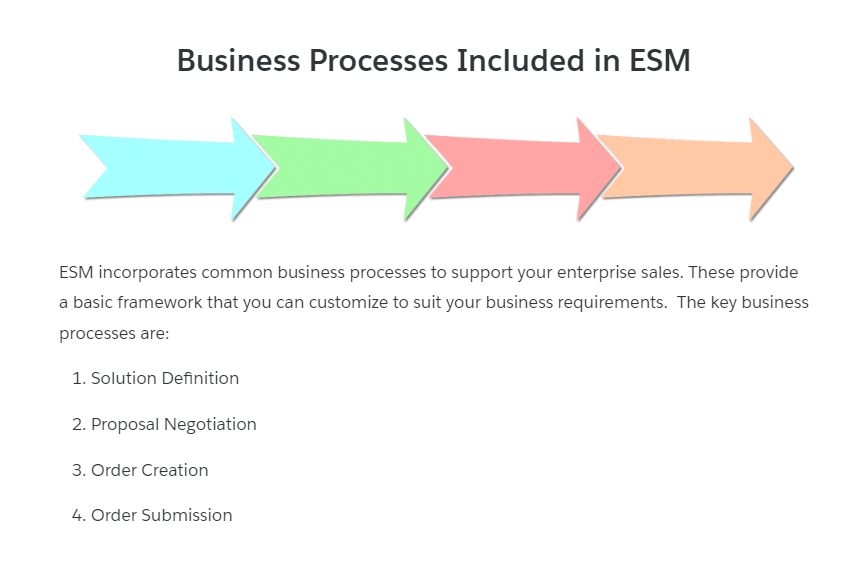 Business Processes Included in ESM
ESM incorporates common business processes to support your enterprise sales. These provide
a basic framework that you can customize to suit your business requirements.  The key business
processes are:
1. Solution Definition
2. Proposal Negotiation
3. Order Creation
4. Order Submission